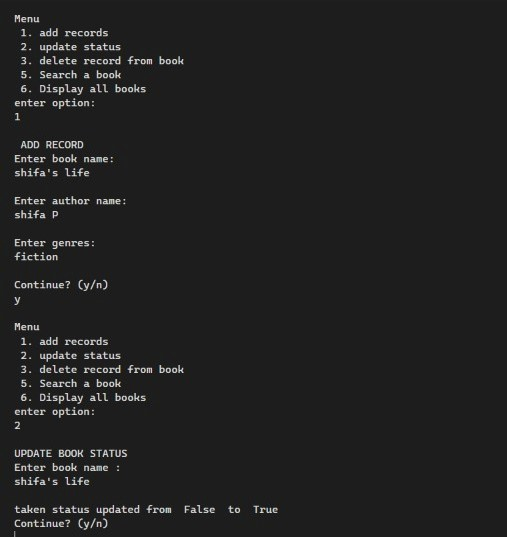 Menu
1. add records
2. update status
3. delete record from book
5. Search a book
6. Display all books
enter option:
1
ADD RECORD
Enter book name:
shifa's life
Enter author name:
shifa P
Enter genres:
fiction
Continue? (y/n)
y
Menu
1. add records
2. update status
3. delete record from book
5. Search a book
6. Display all books
enter option:
2
UPDATE BOOK STATUS
Enter book name :
shifa's life
taken status updated from  False  to  True
Continue? (y/n)